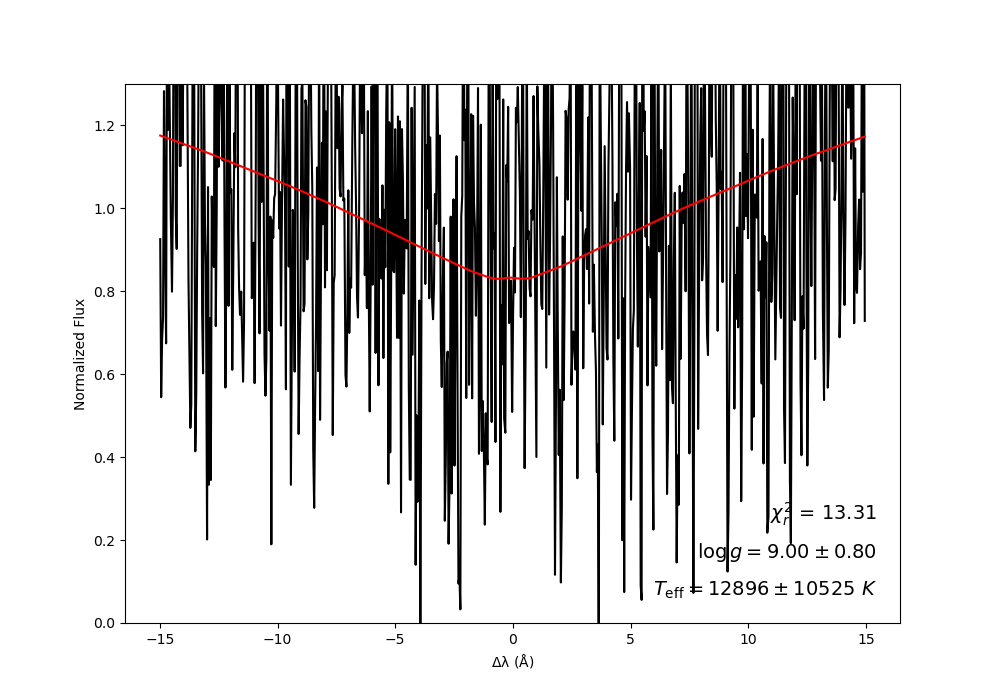 1.2
1.0
0.8
0.6
0.4
0.2
0.0
Normalized Flux
χ²ᵣ = 13.31
log g = 9.00 ± 0.80
T_eff = 12896 ± 10525 K
−15 −10 −5 0 5 10 15
Δλ (Å)